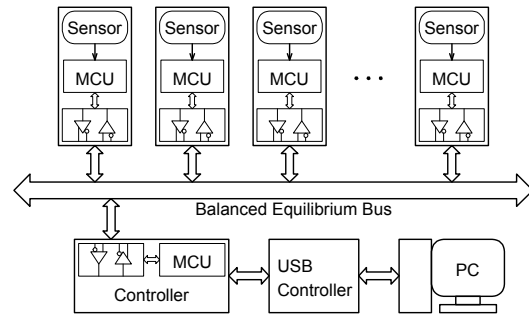 Sensor Sensor Sensor Sensor
MCU MCU MCU ... MCU
Balanced Equilibrium Bus
MCU
Controller
USB
Controller
PC